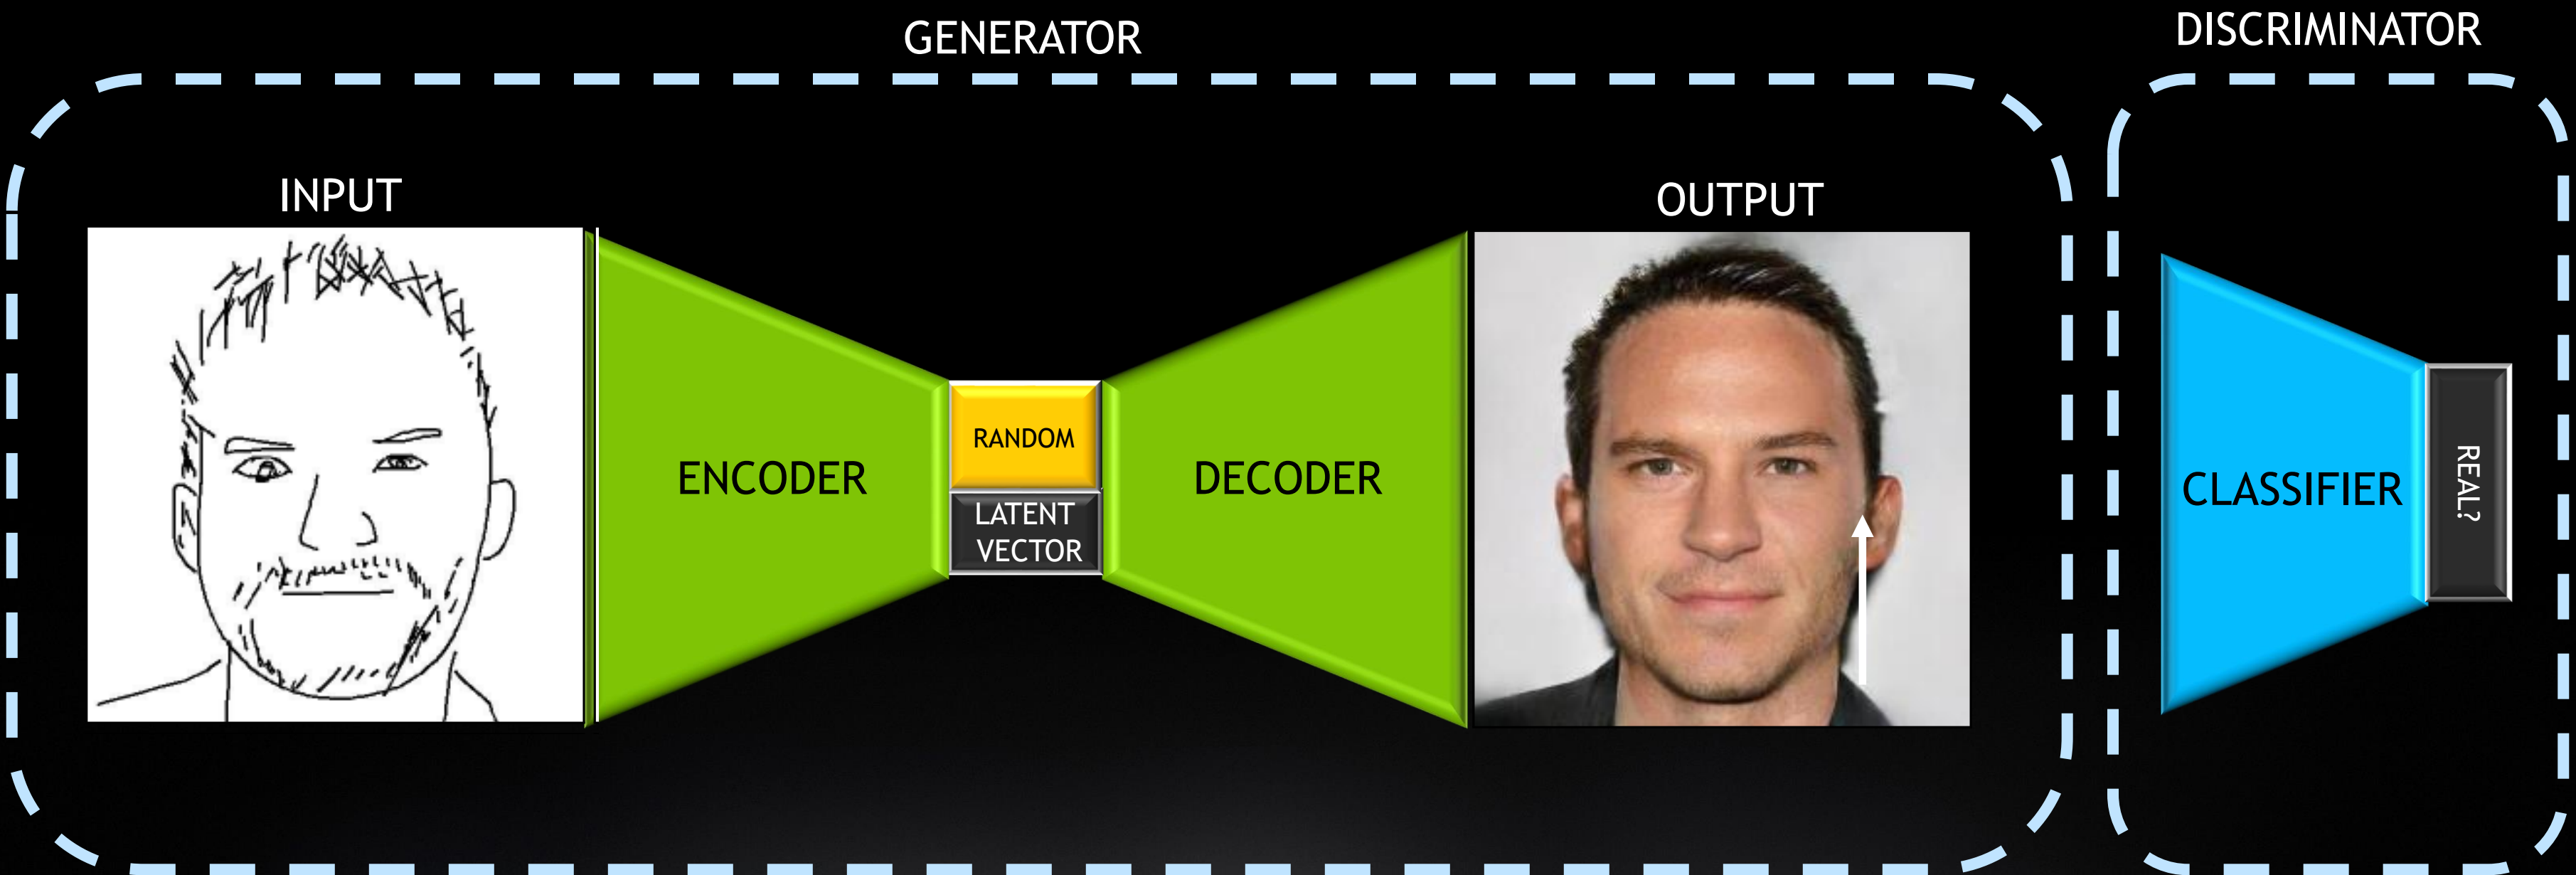 GENERATOR
DISCRIMINATOR
INPUT
OUTPUT
ENCODER
RANDOM
LATENT
VECTOR
DECODER
CLASSIFIER
REAL?